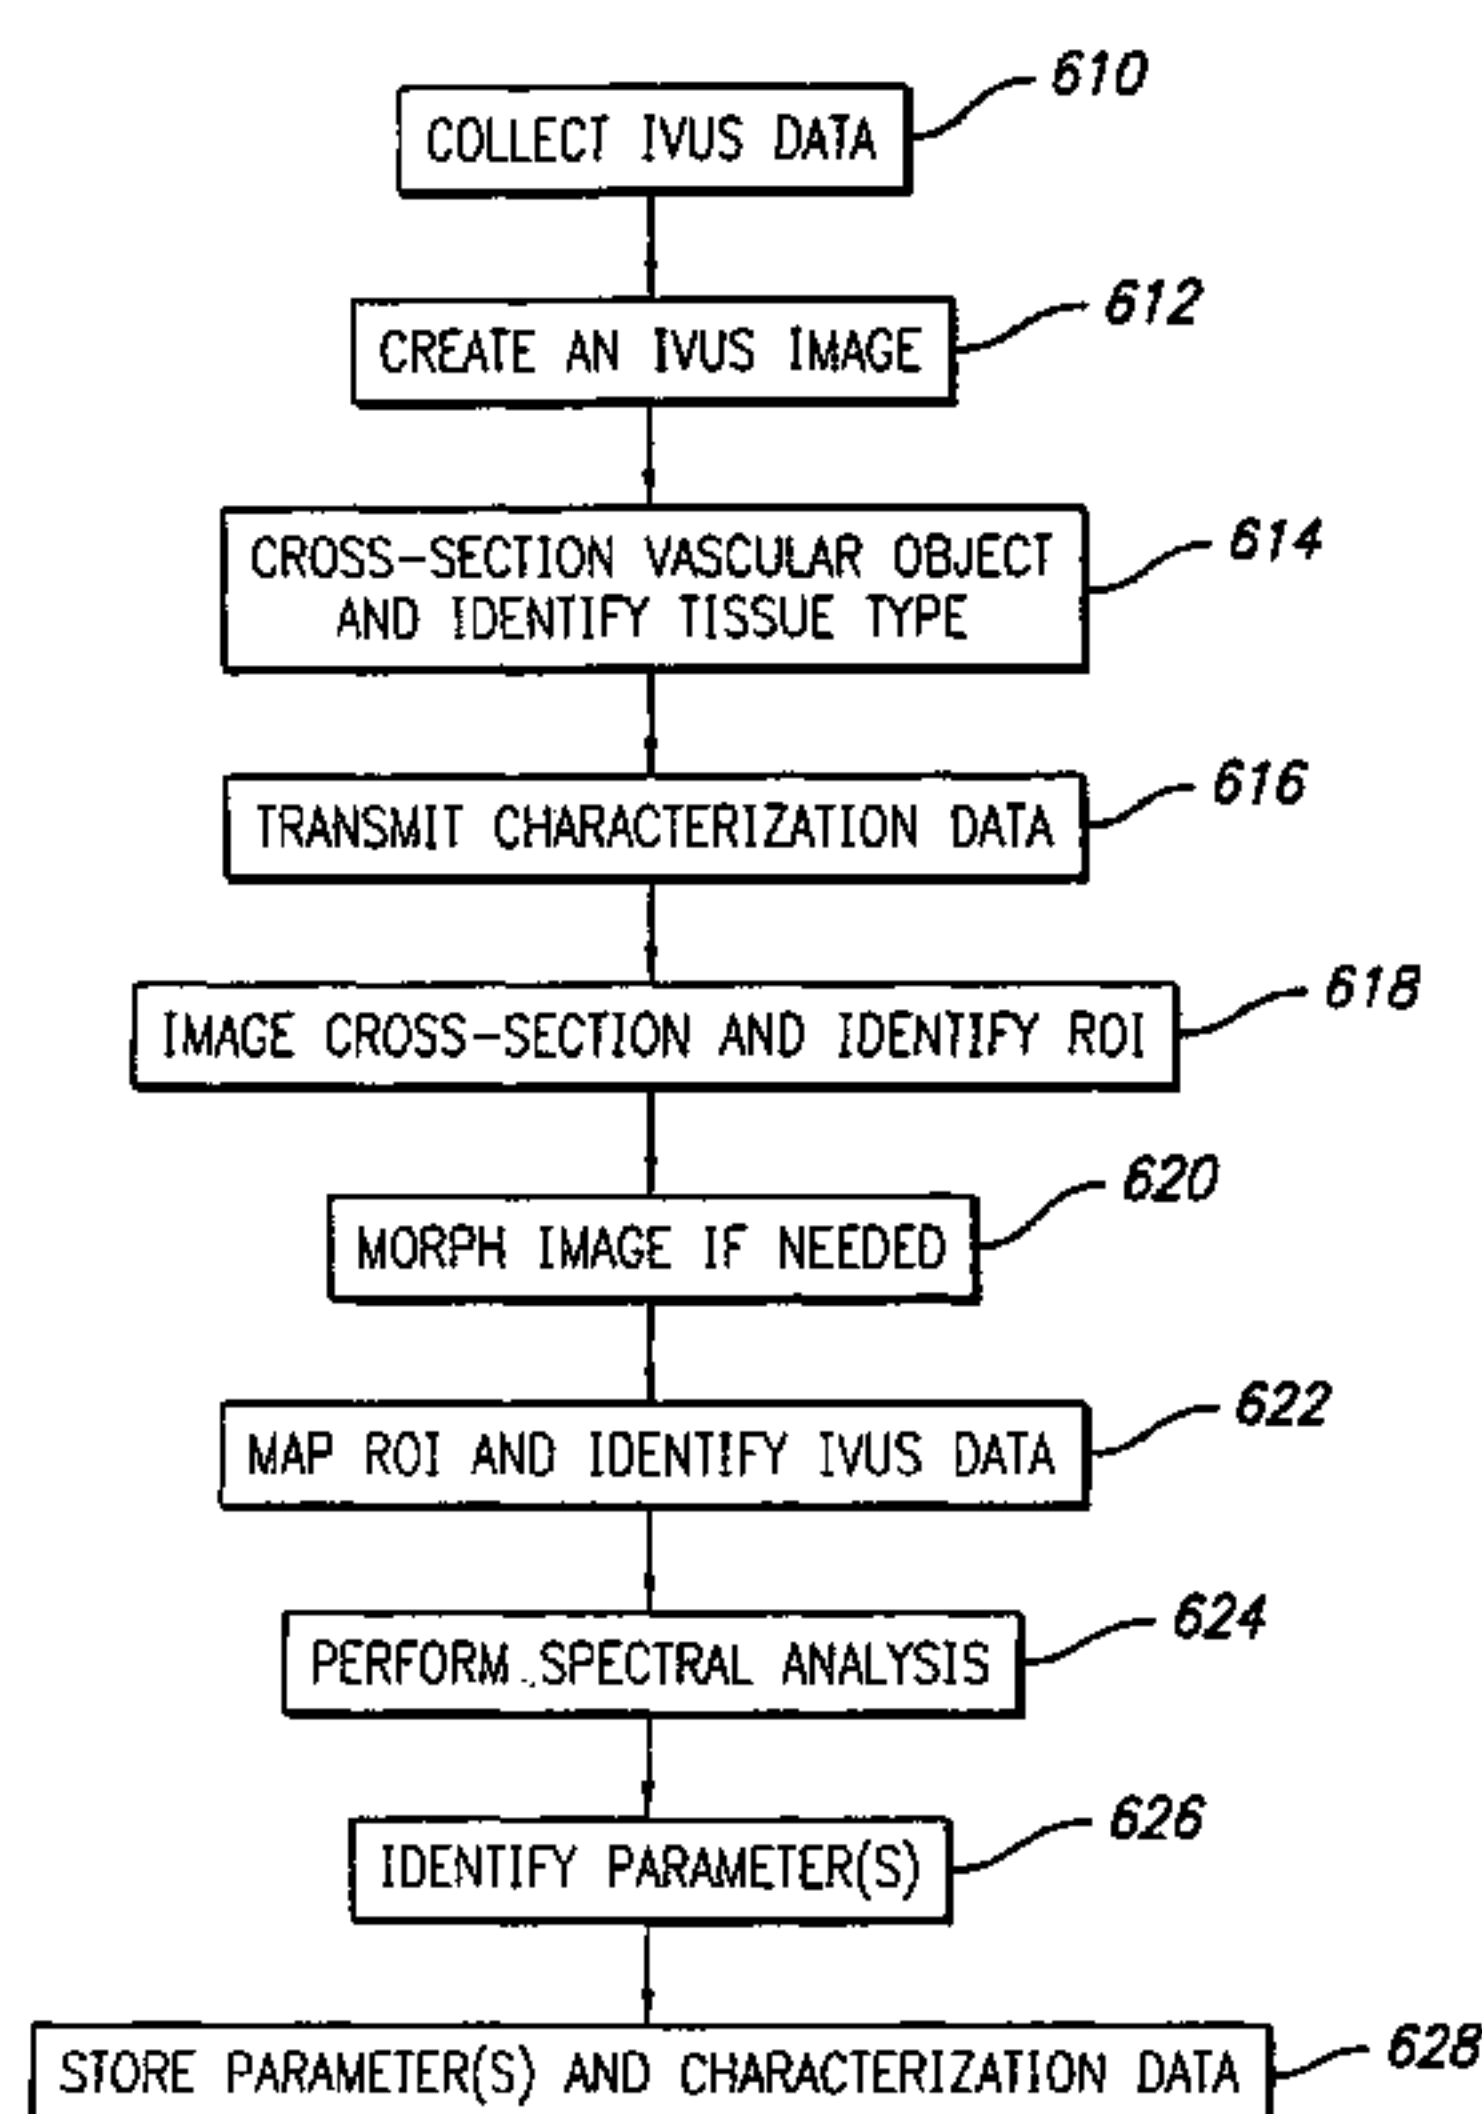 610
COLLECT IVUS DATA
612
CREATE AN IVUS IMAGE
614
CROSS-SECTION VASCULAR OBJECT
AND IDENTIFY TISSUE TYPE
616
TRANSMIT CHARACTERIZATION DATA
618
IMAGE CROSS-SECTION AND IDENTIFY ROI
620
MORPH IMAGE IF NEEDED
622
MAP ROI AND IDENTIFY IVUS DATA
624
PERFORM SPECTRAL ANALYSIS
626
IDENTIFY PARAMETER(S)
628
STORE PARAMETER(S) AND CHARACTERIZATION DATA